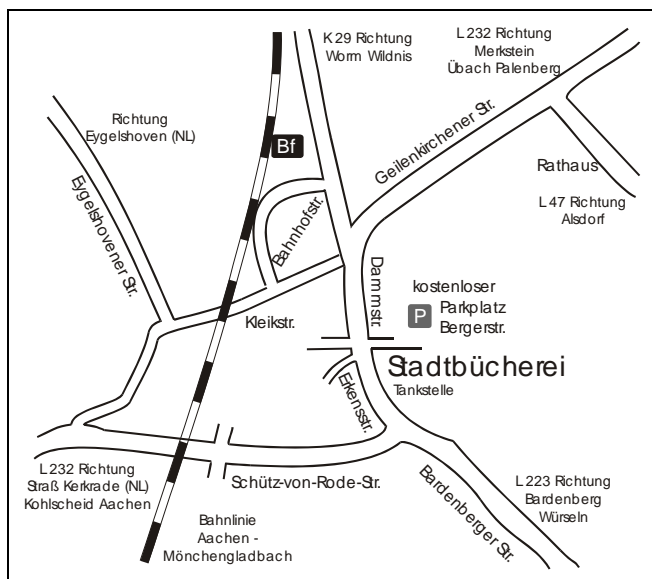 K 29 Richtung
Worm Wildnis
L 232 Richtung
Merkstein
Übach Palenberg
Richtung
Eygelshoven (NL)
Bf
Geilenkirchener Str.
Rathaus
L 47 Richtung
Alsdorf
Eygelshovener Str.
Bahnhofstr.
Dammstr.
kostenloser
P Parkplatz
Bergerstr.
Kleikstr.
Stadtbücherei
Tankstelle
Erkensstr.
L 232 Richtung
Straß Kerkrade (NL)
Kohlscheid Aachen
Schütz-von-Rode-Str.
Bardenberger Str.
L 223 Richtung
Bardenberg
Würseln
Bahnlinie
Aachen -
Mönchengladbach